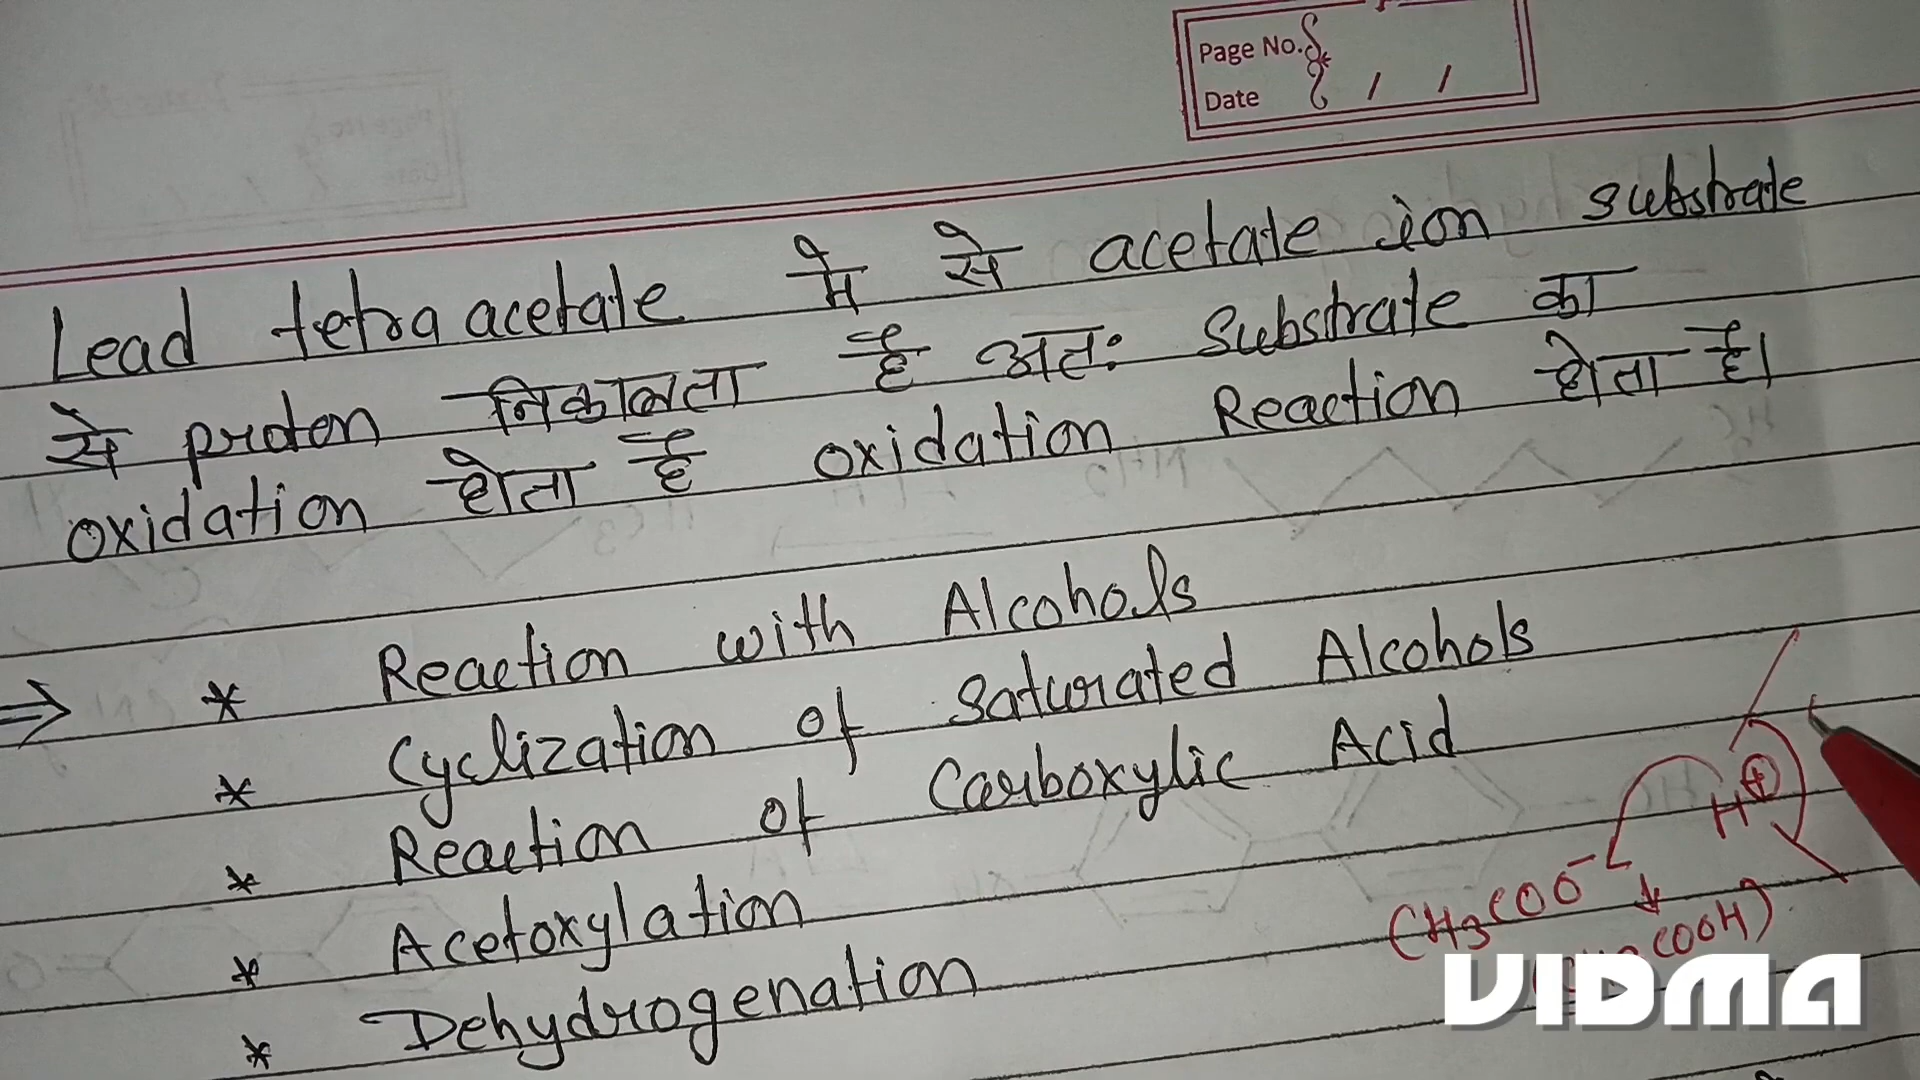 Page No.
Date / /
Lead tetra acetate में से acetate ion substrate
से proton निकालता है अतः Substrate का
oxidation होता है oxidation Reaction होता है।
⇒ * Reaction with Alcohols
* Cyclization of Saturated Alcohols
* Reaction of Carboxylic Acid
* Acetoxylation
* Dehydrogenation
H⊕
CH3COO⁻
COOH)
VIDMA